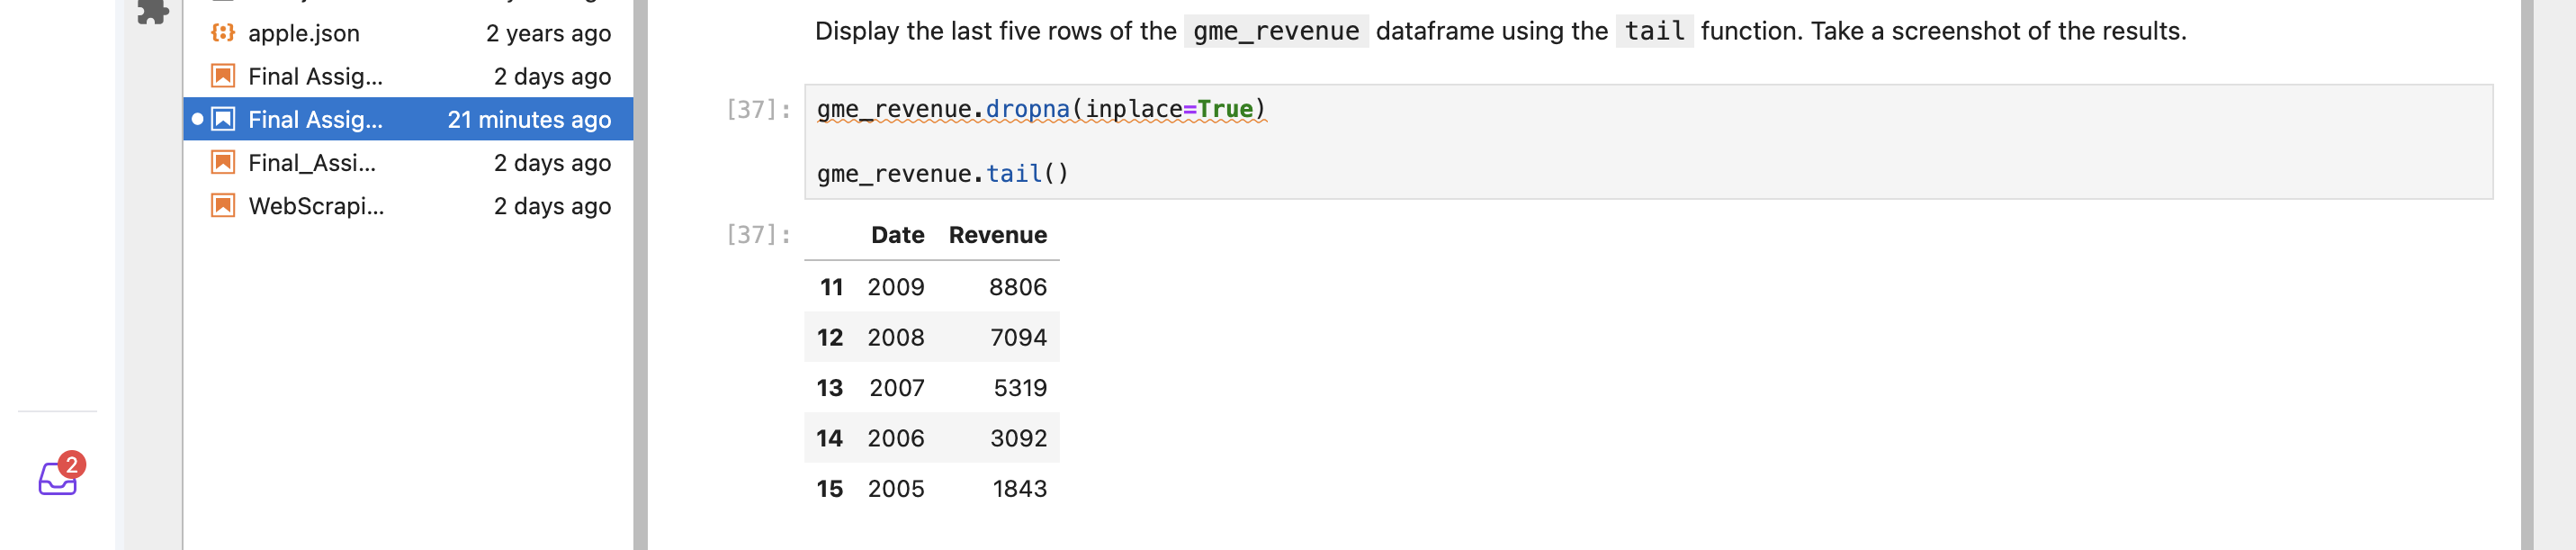 apple.json 2 years ago
Final Assig... 2 days ago
Final Assig... 21 minutes ago
Final_Assi... 2 days ago
WebScrapi... 2 days ago
2
Display the last five rows of the gme_revenue dataframe using the tail function. Take a screenshot of the results.
[37]: gme_revenue.dropna(inplace=True)
gme_revenue.tail()
[37]: Date Revenue
11 2009 8806
12 2008 7094
13 2007 5319
14 2006 3092
15 2005 1843